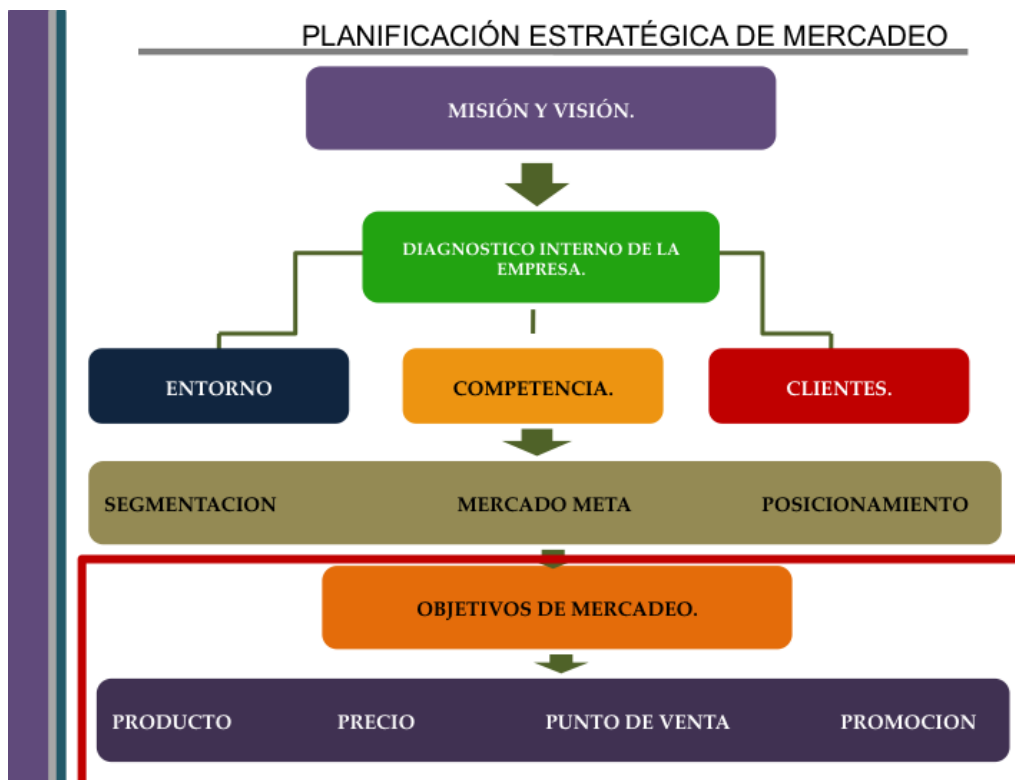 PLANIFICACIÓN ESTRATÉGICA DE MERCADEO
MISIÓN Y VISIÓN.
DIAGNOSTICO INTERNO DE LA
EMPRESA.
ENTORNO
COMPETENCIA.
CLIENTES.
SEGMENTACION
MERCADO META
POSICIONAMIENTO
OBJETIVOS DE MERCADEO.
PRODUCTO
PRECIO
PUNTO DE VENTA
PROMOCION